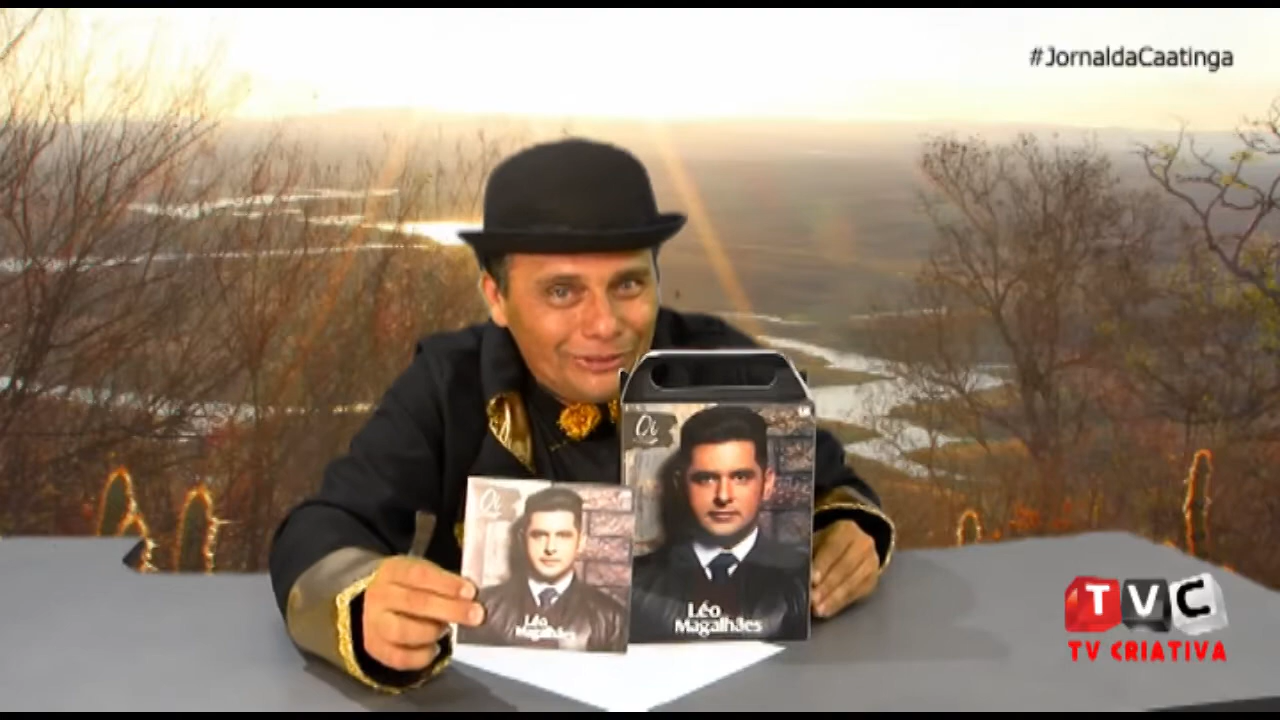 #JornaldaCaatinga
Oi
Léo
Magalhães
Oi
Léo
Magalhães
TVC
TV CRIATIVA